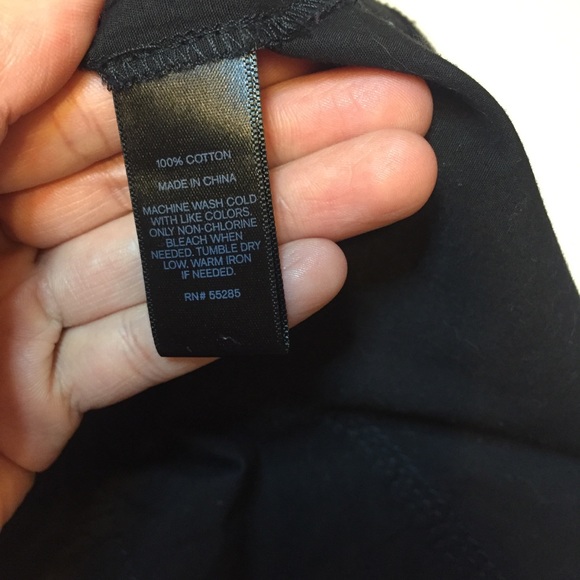 100% COTTON
MADE IN CHINA
MACHINE WASH COLD
WITH LIKE COLORS.
ONLY NON-CHLORINE
BLEACH WHEN
NEEDED. TUMBLE DRY
LOW, WARM IRON
IF NEEDED.
RN# 55285